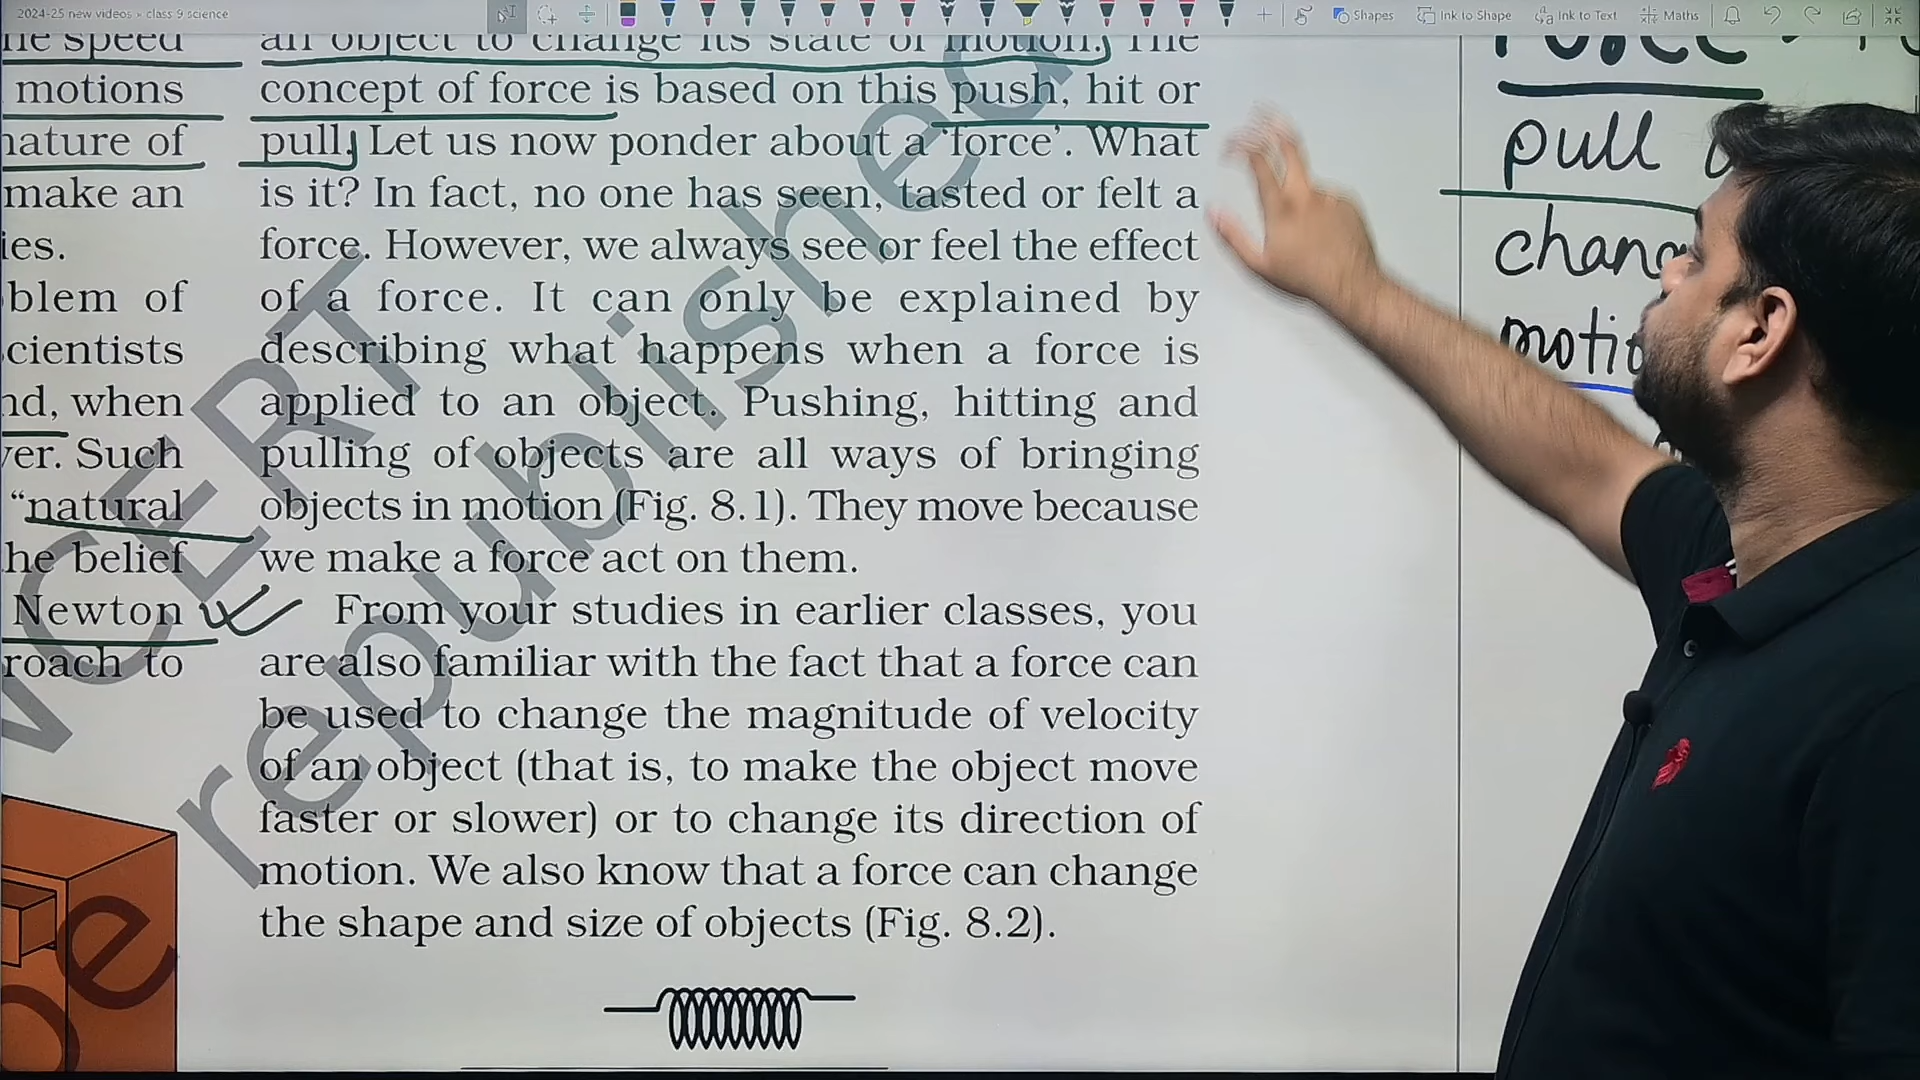 2024-25 new videos » class 9 science
Shapes
Ink to Shape
Ink to Text
Maths
he speed
motions
nature of
make an
ies.
blem of
scientists
nd, when
ver. Such
“natural
he belief
Newton
roach to
an object to change its state of motion. The
concept of force is based on this push, hit or
pull. Let us now ponder about a ‘force’. What
is it? In fact, no one has seen, tasted or felt a
force. However, we always see or feel the effect
of a force. It can only be explained by
describing what happens when a force is
applied to an object. Pushing, hitting and
pulling of objects are all ways of bringing
objects in motion (Fig. 8.1). They move because
we make a force act on them.
From your studies in earlier classes, you
are also familiar with the fact that a force can
be used to change the magnitude of velocity
of an object (that is, to make the object move
faster or slower) or to change its direction of
motion. We also know that a force can change
the shape and size of objects (Fig. 8.2).
NCERT
republished
be
Force
pull
chang
motio